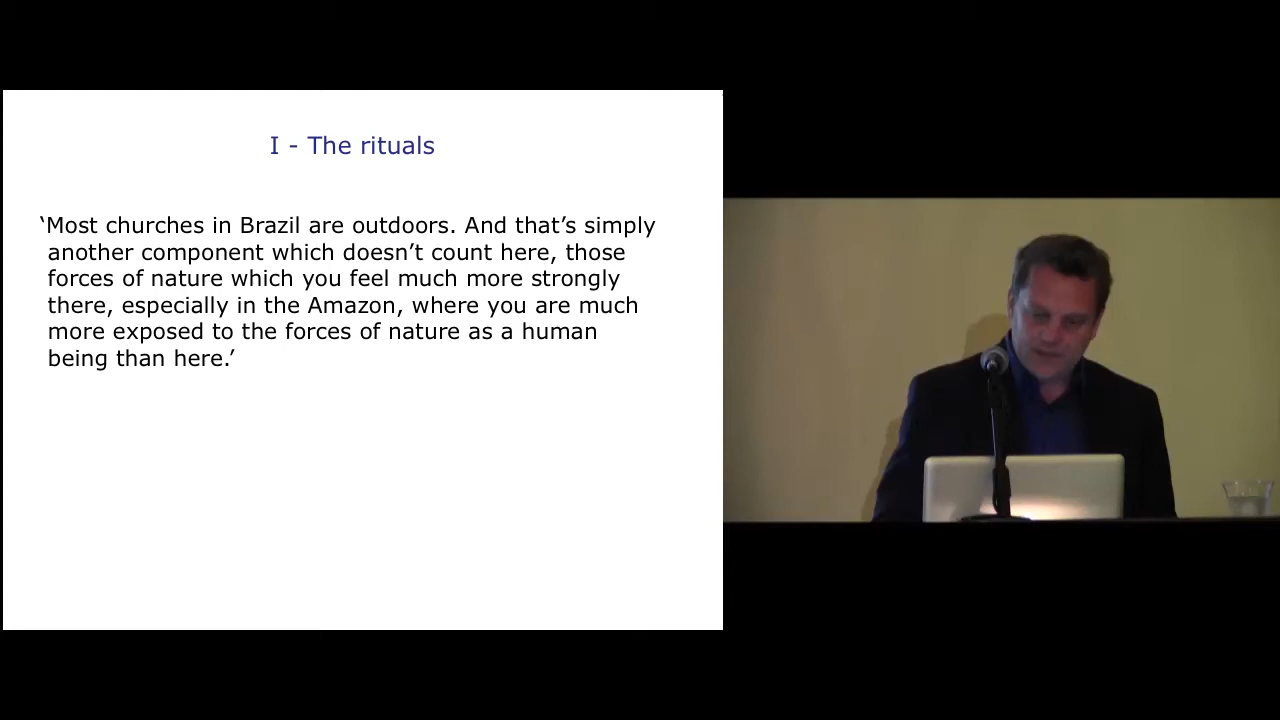 I - The rituals
‘Most churches in Brazil are outdoors. And that’s simply
another component which doesn’t count here, those
forces of nature which you feel much more strongly
there, especially in the Amazon, where you are much
more exposed to the forces of nature as a human
being than here.’